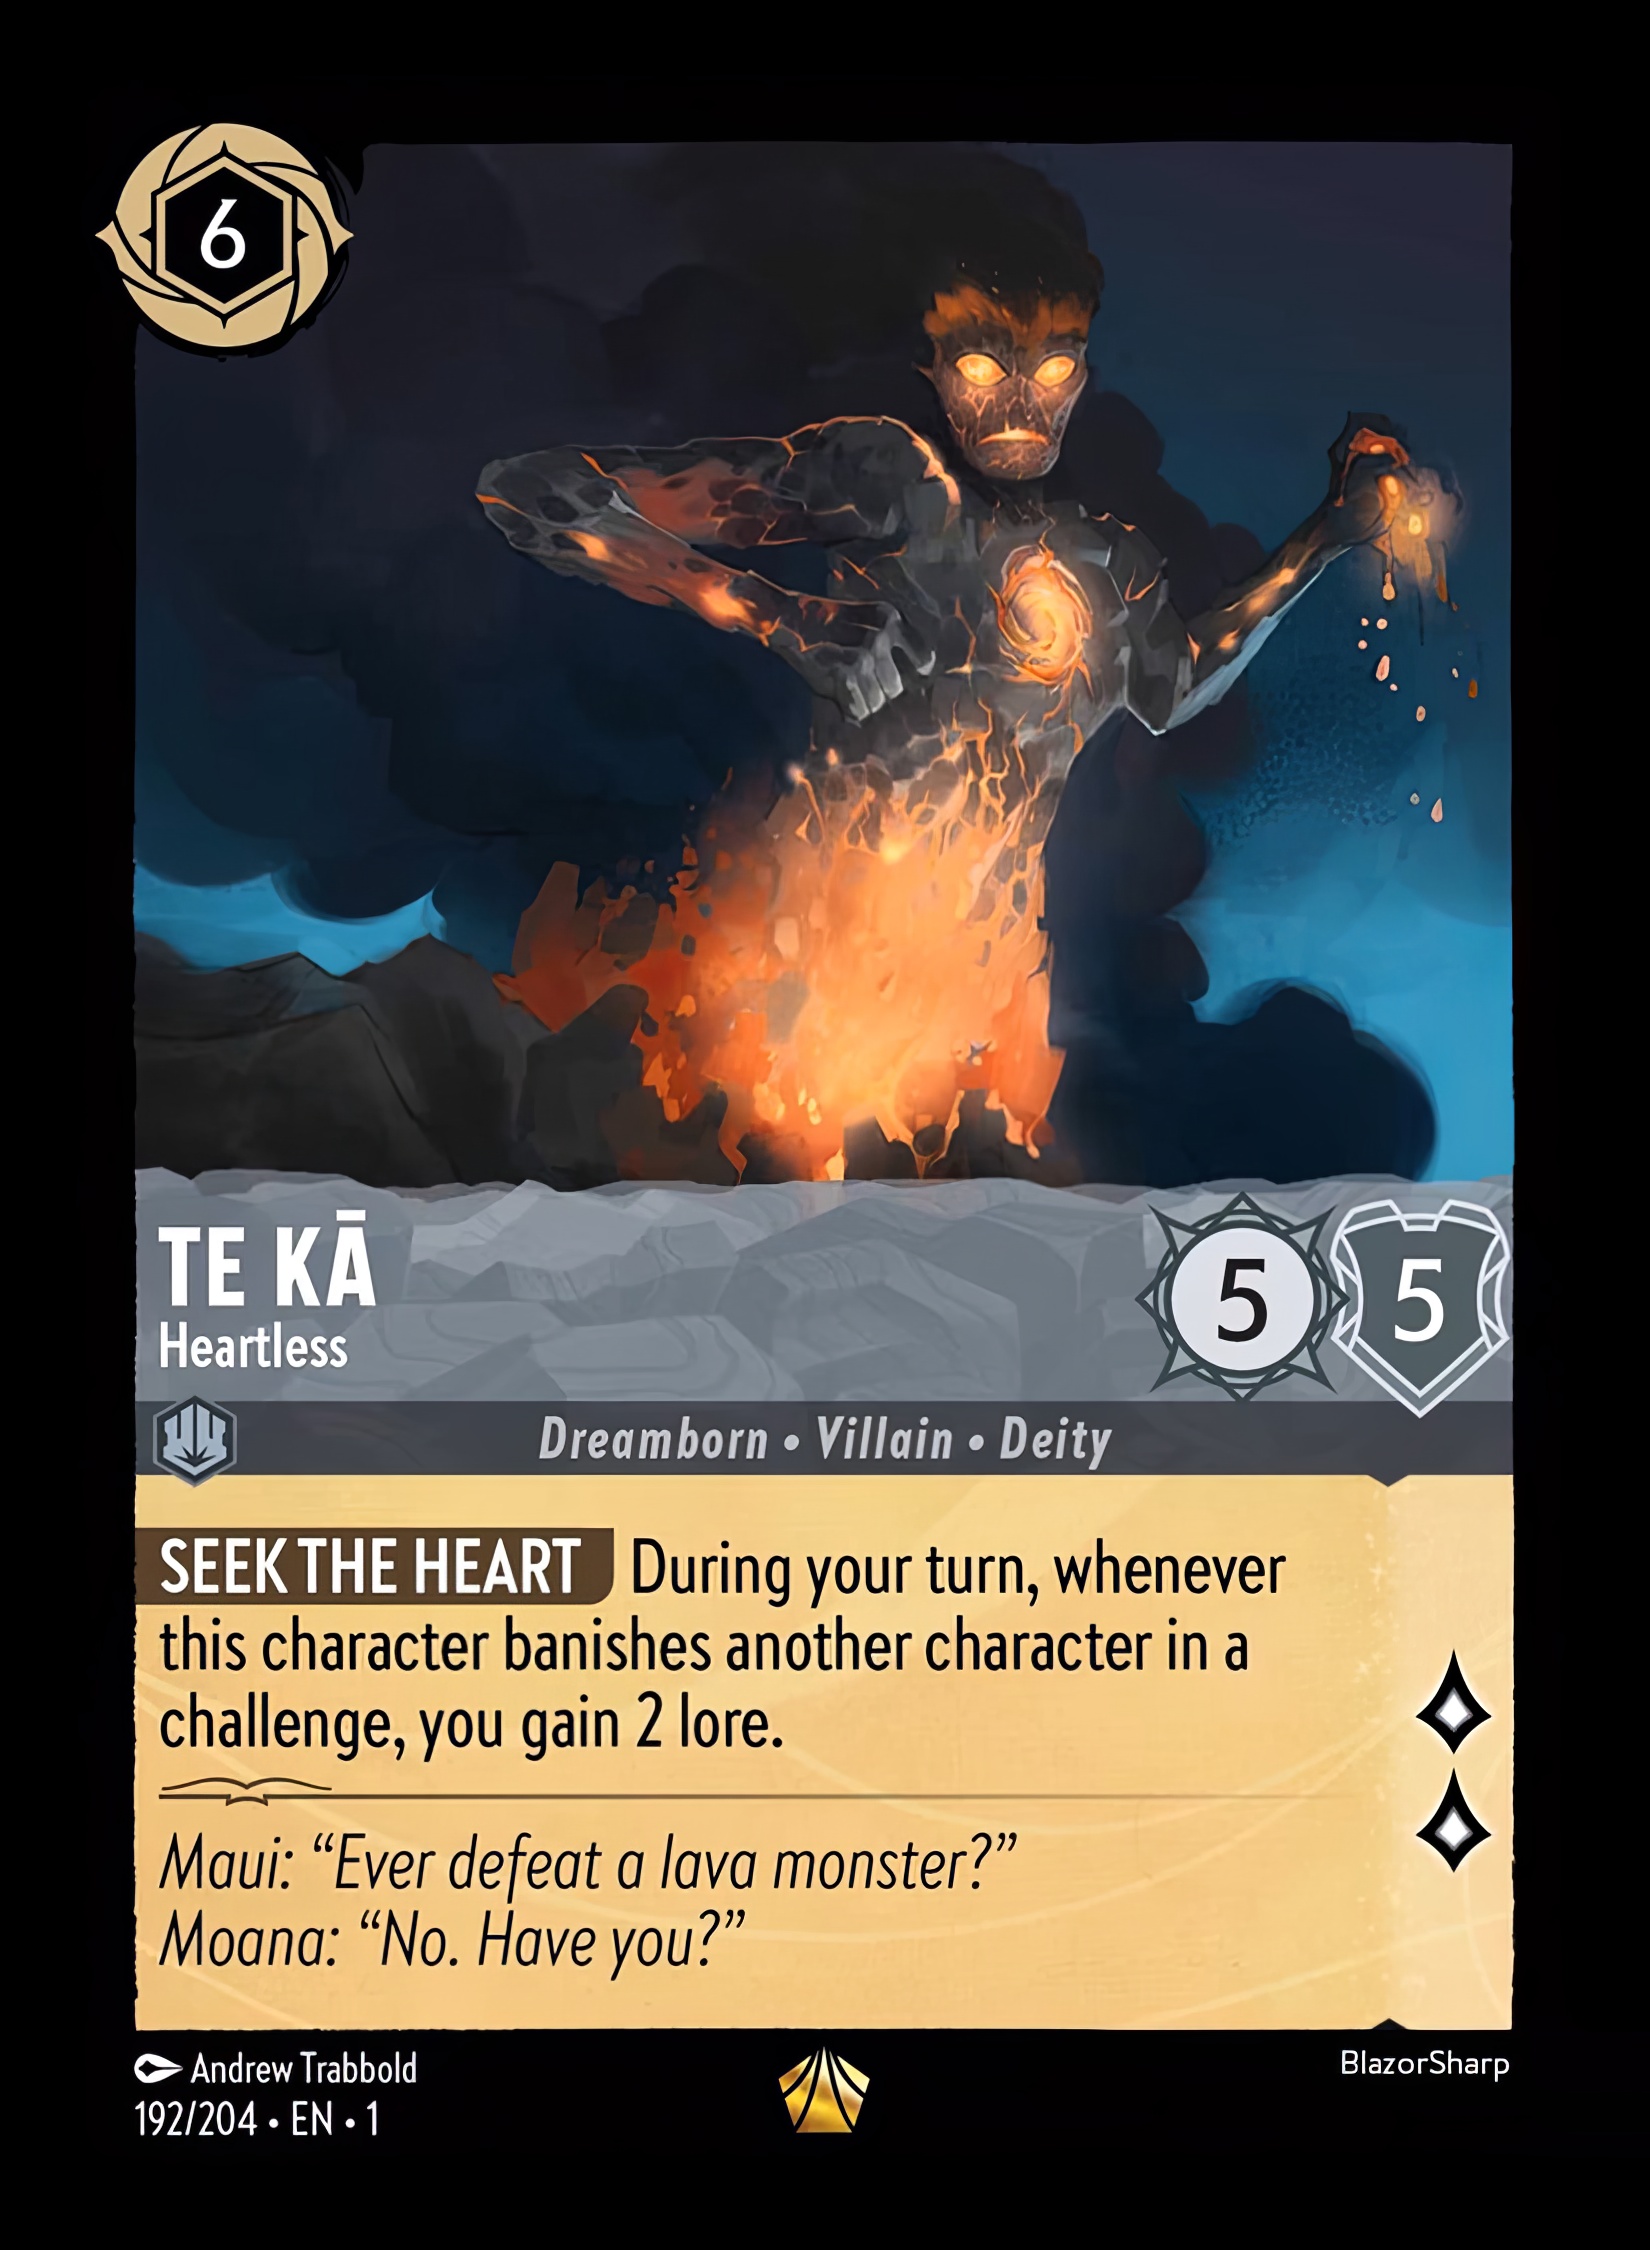 6
TE KĀ
Heartless
5 5
Dreamborn • Villain • Deity
SEEK THE HEART During your turn, whenever
this character banishes another character in a
challenge, you gain 2 lore.
Maui: “Ever defeat a lava monster?”
Moana: “No. Have you?”
Andrew Trabbold
192/204 • EN • 1
BlazorSharp